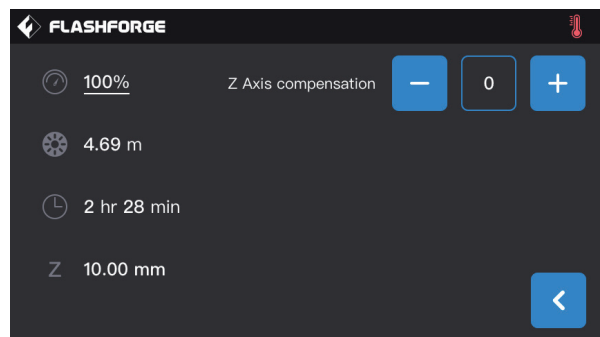 FLASHFORGE
100% Z Axis compensation − 0 +
4.69 m
2 hr 28 min
Z 10.00 mm